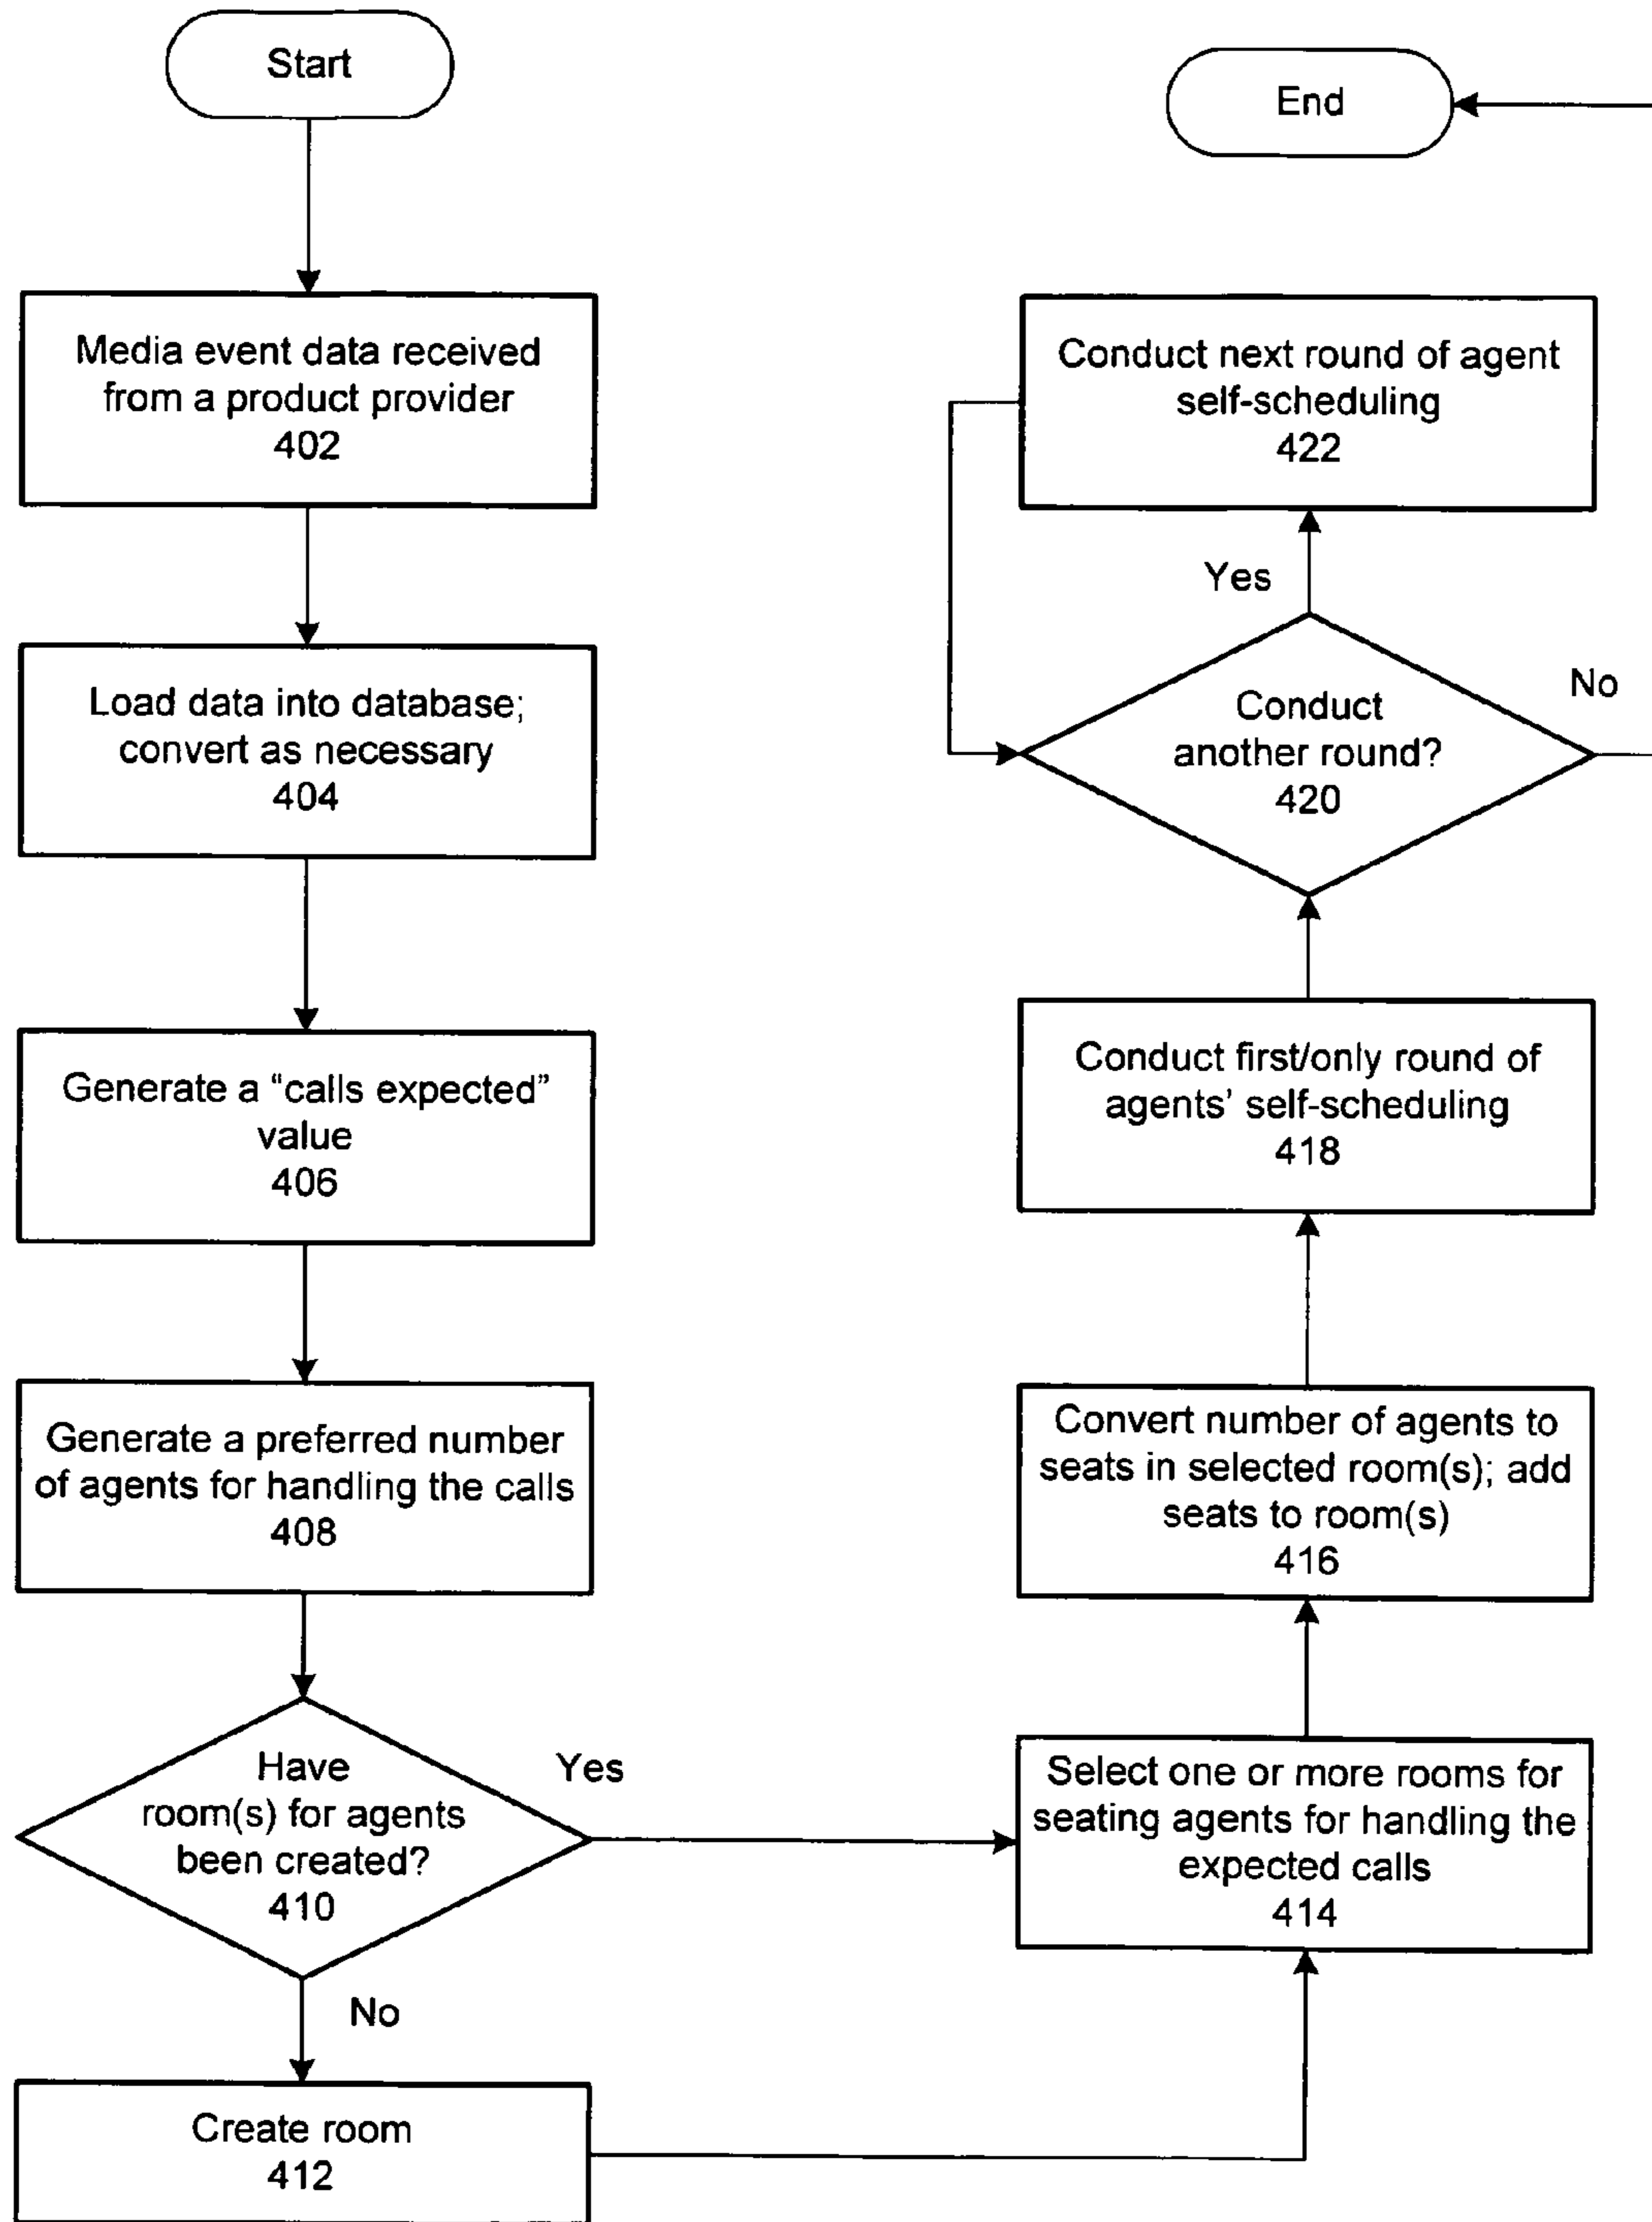 Start
Media event data received
from a product provider
402
Load data into database;
convert as necessary
404
Generate a “calls expected”
value
406
Generate a preferred number
of agents for handling the calls
408
Have
room(s) for agents
been created?
410
Yes
No
Create room
412
Select one or more rooms for
seating agents for handling the
expected calls
414
Convert number of agents to
seats in selected room(s); add
seats to room(s)
416
Conduct first/only round of
agents’ self-scheduling
418
Conduct
another round?
420
Yes
No
Conduct next round of agent
self-scheduling
422
End